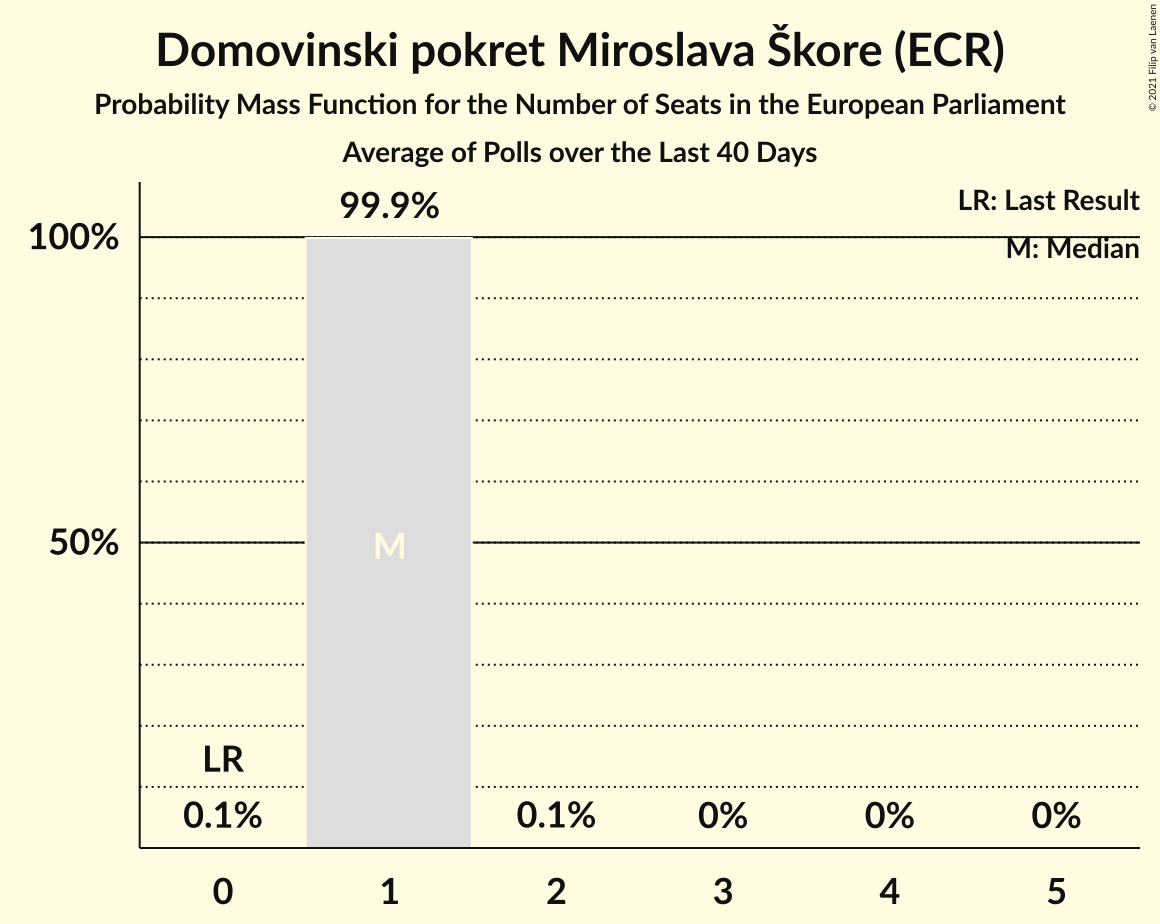 Domovinski pokret Miroslava Škore (ECR)
Probability Mass Function for the Number of Seats in the European Parliament
Average of Polls over the Last 40 Days
© 2021 Filip van Laenen
LR: Last Result
M: Median
99.9%
100%
50%
M
LR
0.1%
0.1%
0%
0%
0%
0
1
2
3
4
5